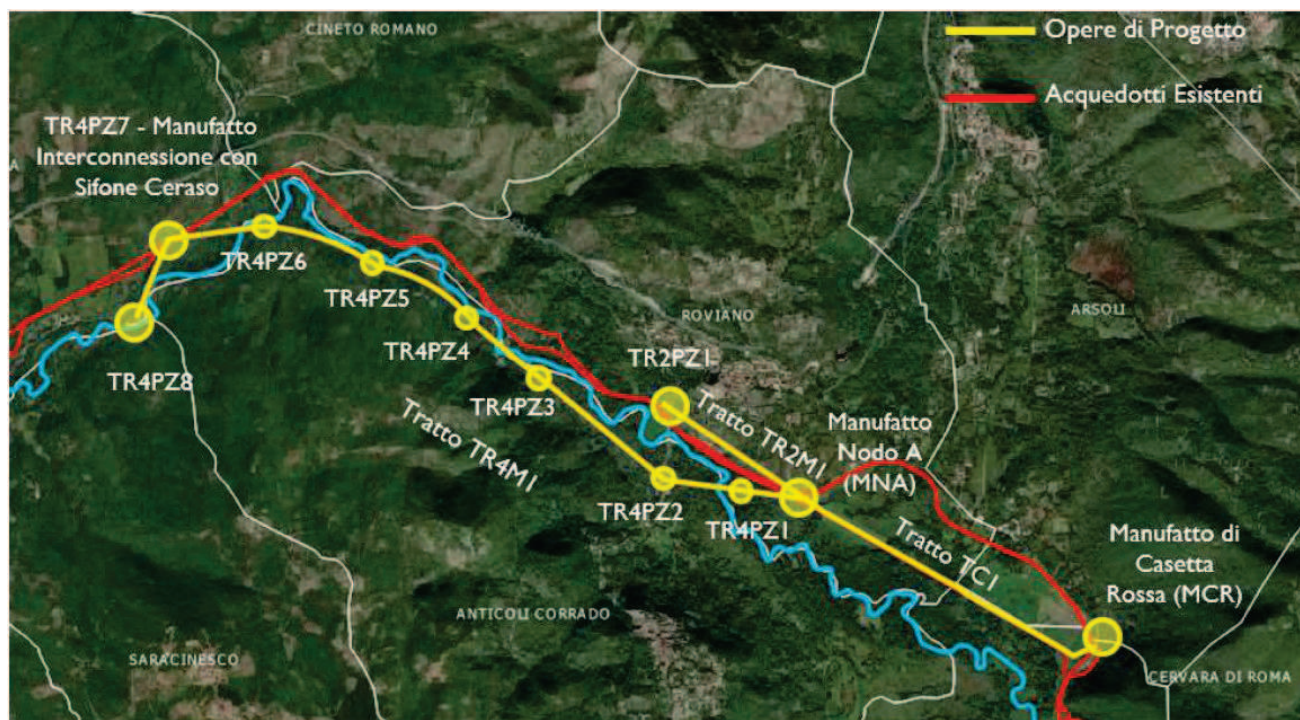 CINETO ROMANO
Opere di Progetto
Acquedotti Esistenti
TR4PZ7 - Manufatto
Interconnessione con
Sifone Ceraso
TR4PZ6
TR4PZ5
TR4PZ4
TR4PZ8
TR4PZ3
Tratto TR4M1
ROVIANO
ARSOLI
TR2PZ1
Tratto TR2M1
Manufatto
Nodo A
(MNA)
TR4PZ2
TR4PZ1
Tratto TC1
Manufatto di
Casetta
Rossa (MCR)
ANTICOLI CORRADO
SARACINESCO
CERVARA DI ROMA